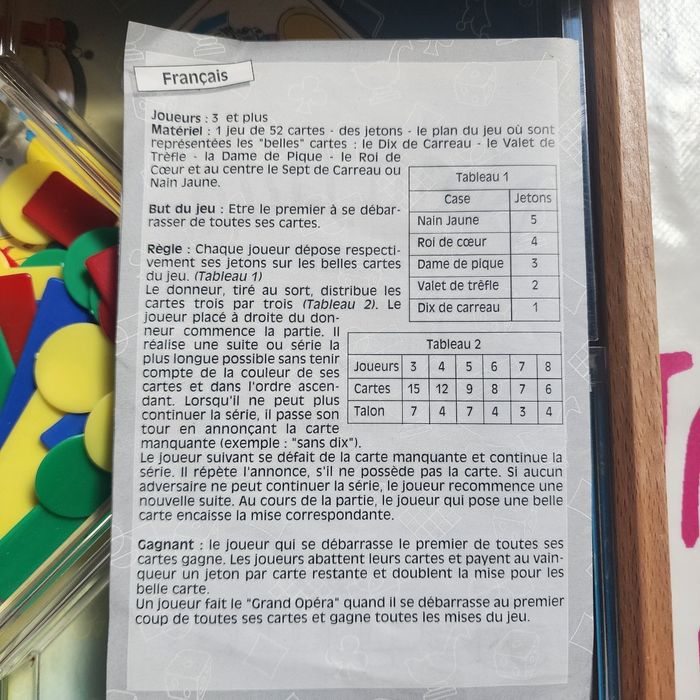 Français
Joueurs : 3 et plus
Matériel : 1 jeu de 52 cartes - des jetons - le plan du jeu où sont
représentées les "belles" cartes : le Dix de Carreau - le Valet de
Trèfle - la Dame de Pique - le Roi de
Cœur et au centre le Sept de Carreau ou
Nain Jaune.
But du jeu : Etre le premier à se débar-
rasser de toutes ses cartes.
Règle : Chaque joueur dépose respecti-
vement ses jetons sur les belles cartes
du jeu. (Tableau 1)
Le donneur, tiré au sort, distribue les
cartes trois par trois (Tableau 2). Le
joueur placé à droite du don-
neur commence la partie. Il
réalise une suite ou série la
plus longue possible sans tenir
compte de la couleur de ses
cartes et dans l'ordre ascen-
dant. Lorsqu'il ne peut plus
continuer la série, il passe son
tour en annonçant la carte
manquante (exemple : "sans dix").
Le joueur suivant se défait de la carte manquante et continue la
série. Il répète l'annonce, s'il ne possède pas la carte. Si aucun
adversaire ne peut continuer la série, le joueur recommence une
nouvelle suite. Au cours de la partie, le joueur qui pose une belle
carte encaisse la mise correspondante.
Gagnant : le joueur qui se débarrasse le premier de toutes ses
cartes gagne. Les joueurs abattent leurs cartes et payent au vain-
queur un jeton par carte restante et doublent la mise pour les
belle carte.
Un joueur fait le "Grand Opéra" quand il se débarrasse au premier
coup de toutes ses cartes et gagne toutes les mises du jeu.
Tableau 1
Case Jetons
Nain Jaune 5
Roi de cœur 4
Dame de pique 3
Valet de trêfle 2
Dix de carreau 1
Tableau 2
Joueurs 3 4 5 6 7 8
Cartes 15 12 9 8 7 6
Talon 7 4 7 4 3 4